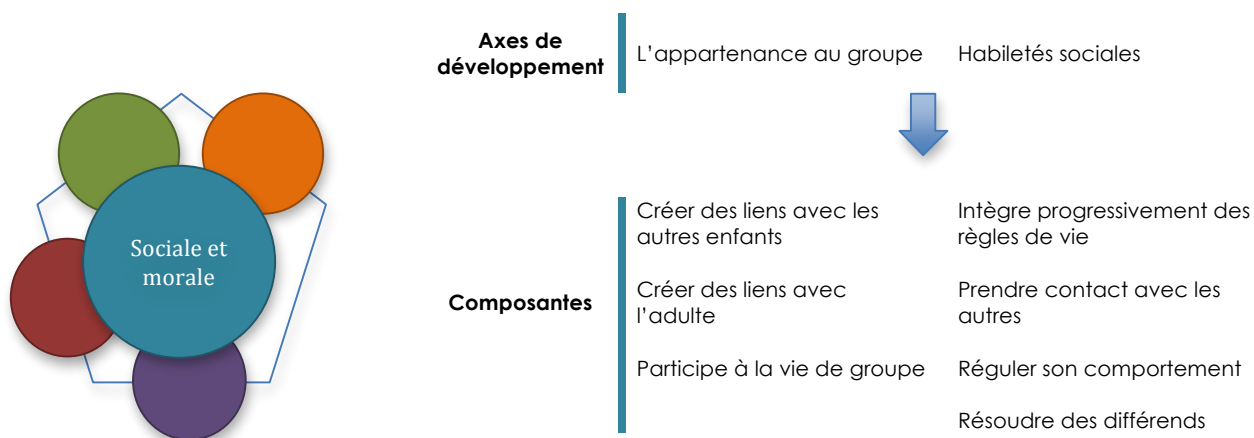 Axes de
développement
L'appartenance au groupe
Habiletés sociales
Sociale et
morale
Composantes
Créer des liens avec les
autres enfants
Créer des liens avec
l'adulte
Participe à la vie de groupe
Intègre progressivement des
règles de vie
Prendre contact avec les
autres
Réguler son comportement
Résoudre des différends